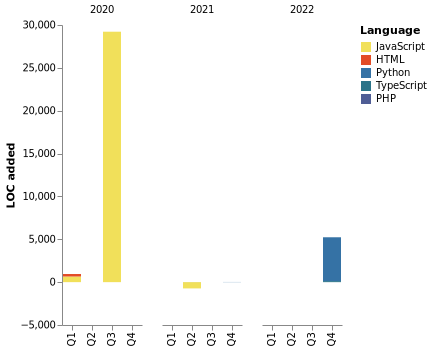 2020 2021 2022
30,000
25,000
20,000
15,000
10,000
5,000
0
−5,000
LOC added
Q1 Q2 Q3 Q4 Q1 Q2 Q3 Q4 Q1 Q2 Q3 Q4
Language
JavaScript
HTML
Python
TypeScript
PHP